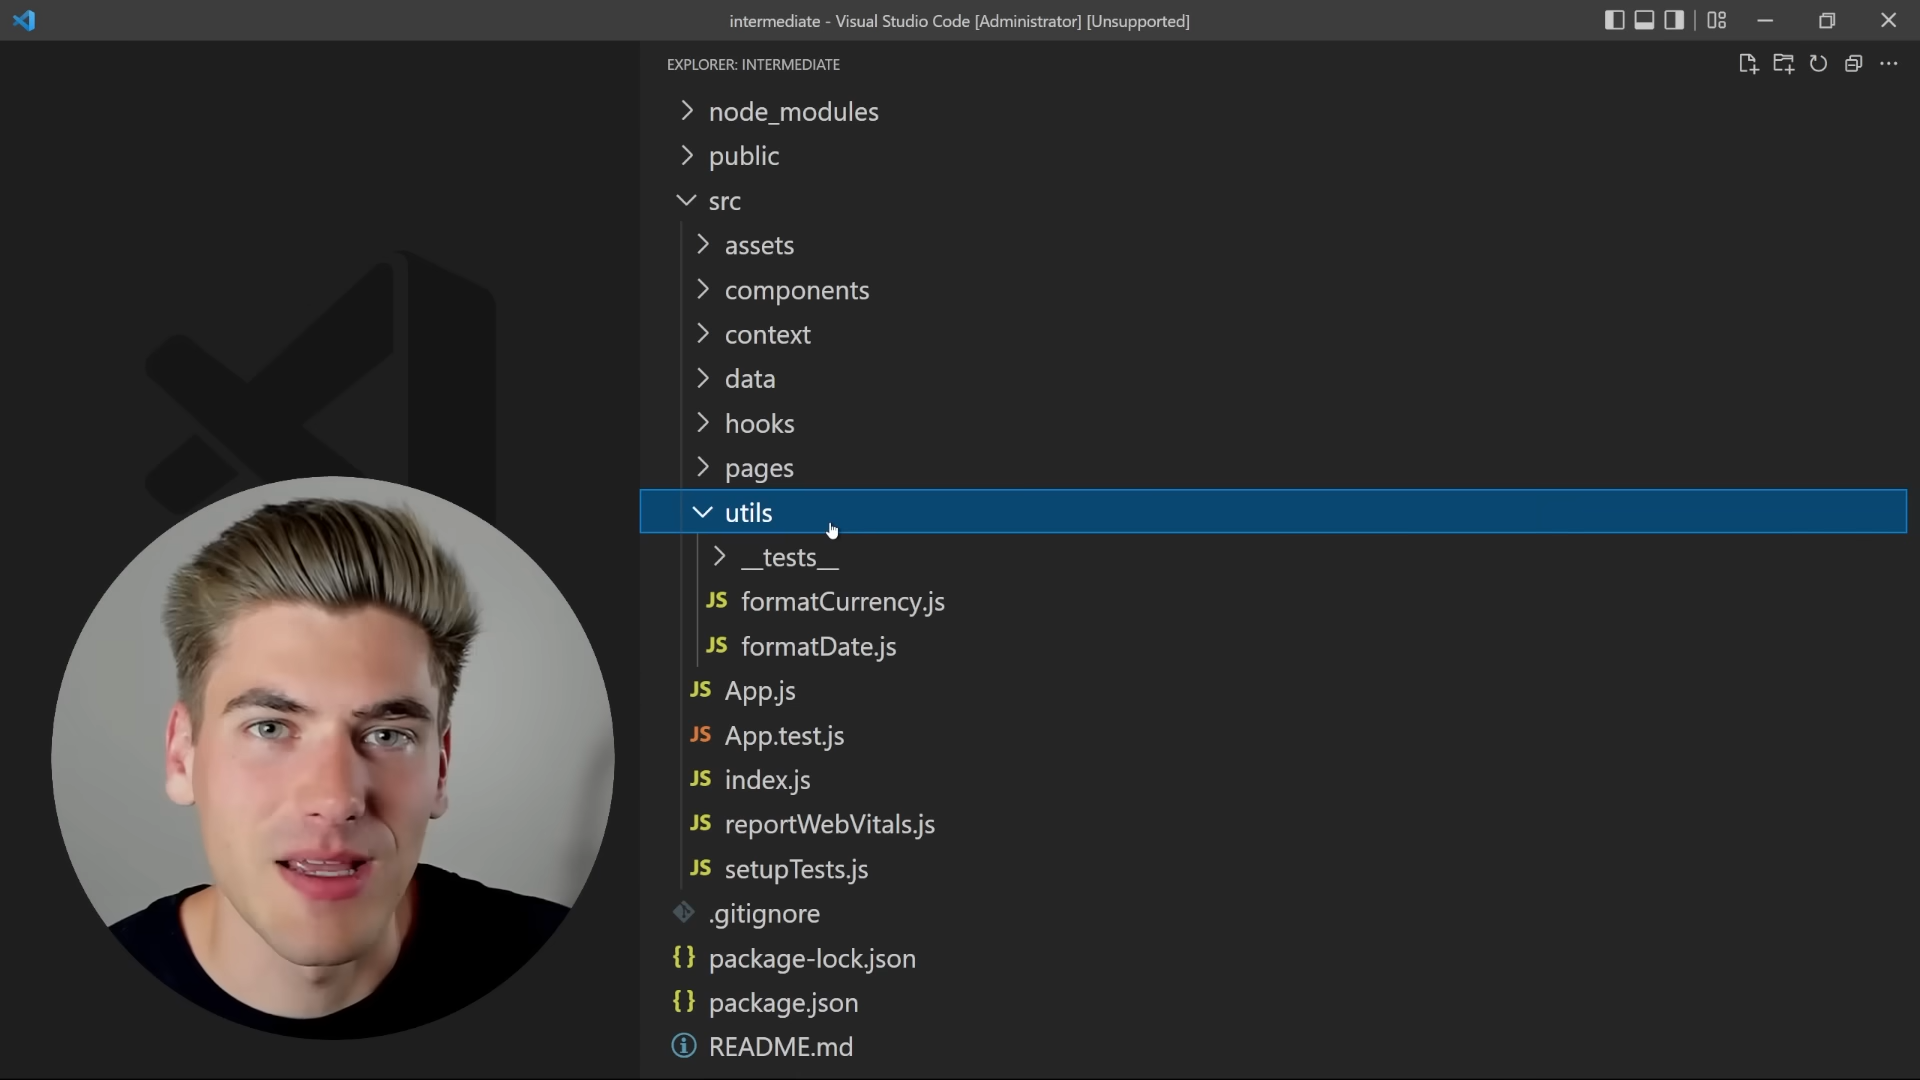 intermediate - Visual Studio Code [Administrator] [Unsupported]
EXPLORER: INTERMEDIATE
node_modules
public
src
assets
components
context
data
hooks
pages
utils
__tests__
JS formatCurrency.js
JS formatDate.js
JS App.js
JS App.test.js
JS index.js
JS reportWebVitals.js
JS setupTests.js
.gitignore
{} package-lock.json
{} package.json
README.md